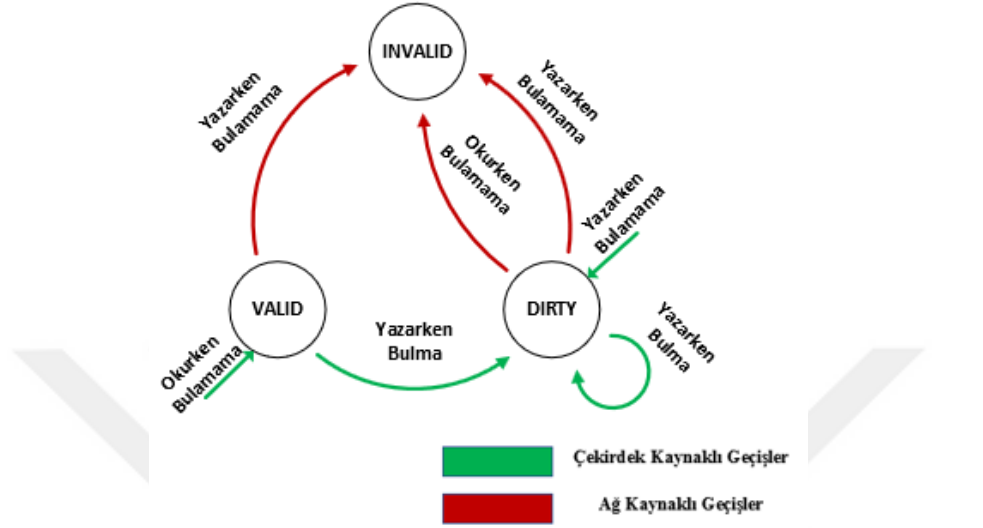 INVALID
Yazarken
Bulamama
Yazarken
Bulamama
Okurken
Bulamama
Yazarken
Bulamama
VALID
DIRTY
Yazarken
Bulma
Yazarken
Bulma
Okurken
Bulamama
Çekirdek Kaynaklı Geçişler
Ağ Kaynaklı Geçişler